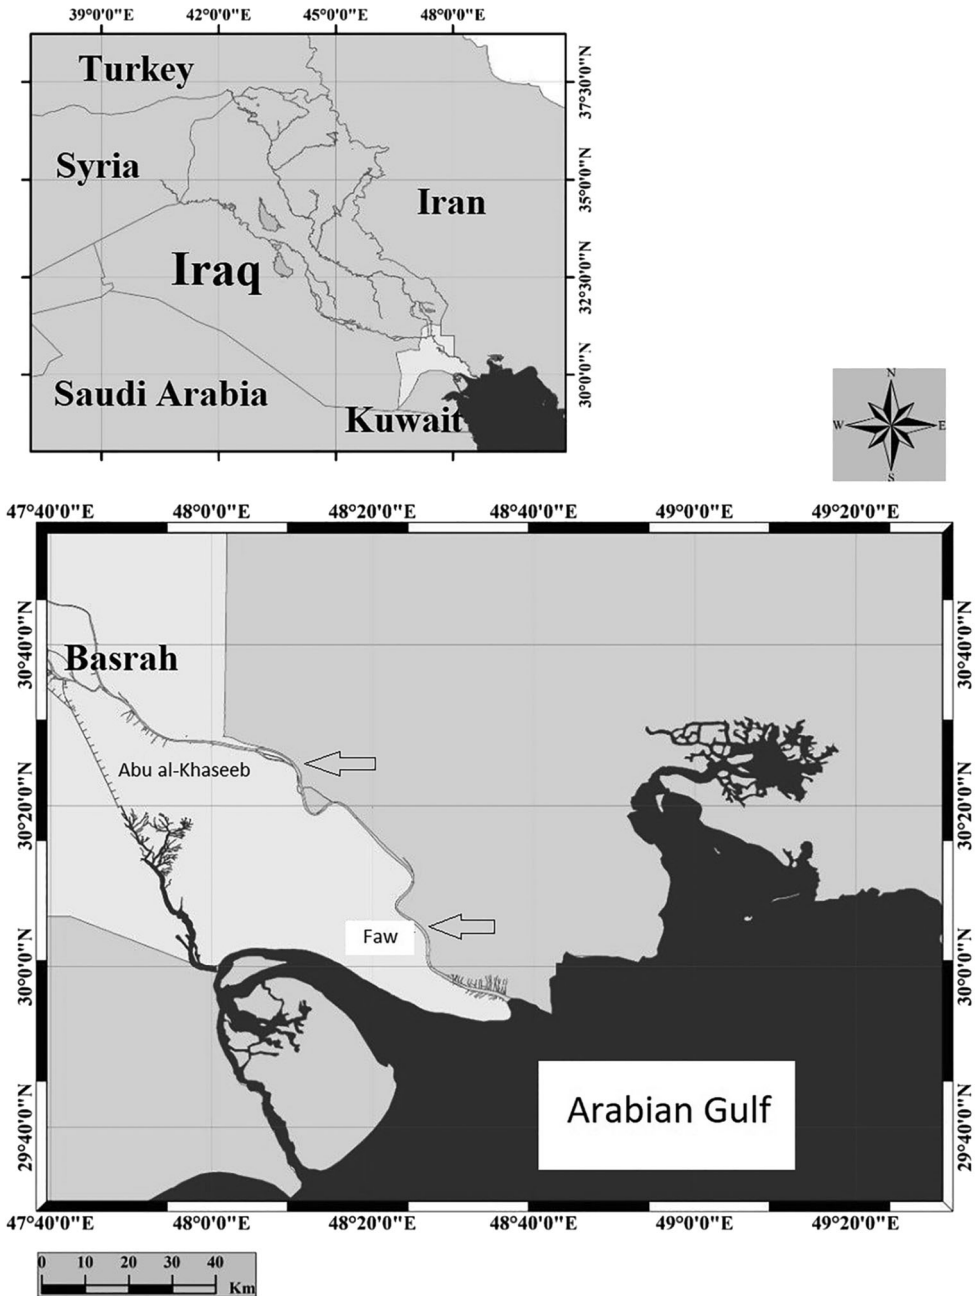 39°0'0"E 42°0'0"E 45°0'0"E 48°0'0"E
Turkey
Syria
Iran
Iraq
Saudi Arabia
Kuwait
37°30'0"N
35°0'0"N
32°30'0"N
30°0'0"N
N
W E
S
47°40'0"E 48°0'0"E 48°20'0"E 48°40'0"E 49°0'0"E 49°20'0"E
30°40'0"N
30°20'0"N
30°0'0"N
29°40'0"N
Basrah
Abu al-Khaseeb
Faw
Arabian Gulf
30°40'0"N
30°20'0"N
30°0'0"N
29°40'0"N
47°40'0"E 48°0'0"E 48°20'0"E 48°40'0"E 49°0'0"E 49°20'0"E
0 10 20 30 40
Km